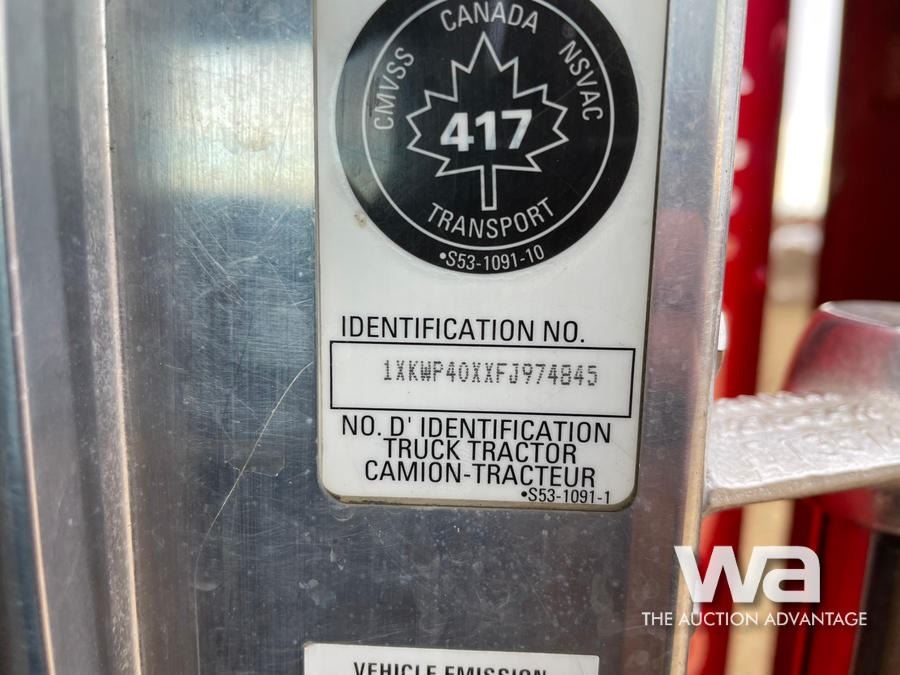 CANADA
CMVSS
NSVAC
417
TRANSPORT
•S53-1091-10
IDENTIFICATION NO.
1XKWP40XXFJ974845
NO. D' IDENTIFICATION
TRUCK TRACTOR
CAMION-TRACTEUR
•S53-1091-1
wa
THE AUCTION ADVANTAGE
VEHICLE EMISSION